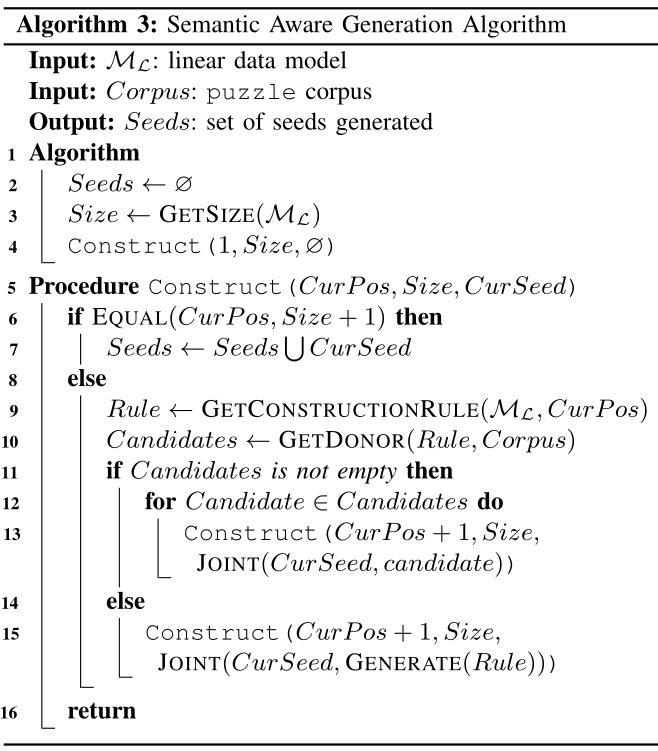 Algorithm 3: Semantic Aware Generation Algorithm
Input: ℳ_ℒ: linear data model
Input: Corpus: puzzle corpus
Output: Seeds: set of seeds generated
1 Algorithm
2 Seeds ← ∅
3 Size ← GETSIZE(ℳ_ℒ)
4 Construct(1, Size, ∅)
5 Procedure Construct(CurPos, Size, CurSeed)
6 if EQUAL(CurPos, Size + 1) then
7 Seeds ← Seeds ⋃ CurSeed
8 else
9 Rule ← GETCONSTRUCTIONRULE(ℳ_ℒ, CurPos)
10 Candidates ← GETDONOR(Rule, Corpus)
11 if Candidates is not empty then
12 for Candidate ∈ Candidates do
13 Construct(CurPos + 1, Size,
JOINT(CurSeed, candidate))
14 else
15 Construct(CurPos + 1, Size,
JOINT(CurSeed, GENERATE(Rule)))
16 return